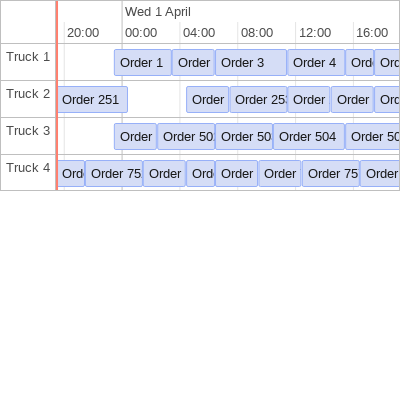 Wed 1 April
20:00 00:00 04:00 08:00 12:00 16:00
Truck 1 Order 1 Order Order 3 Order 4 Ord Ord
Truck 2 Order 251 Order Order 253 Order Order Ord
Truck 3 Order Order 50 Order 50 Order 504 Order 50
Truck 4 Ord Order 75 Order Ord Order Order Order 75 Order